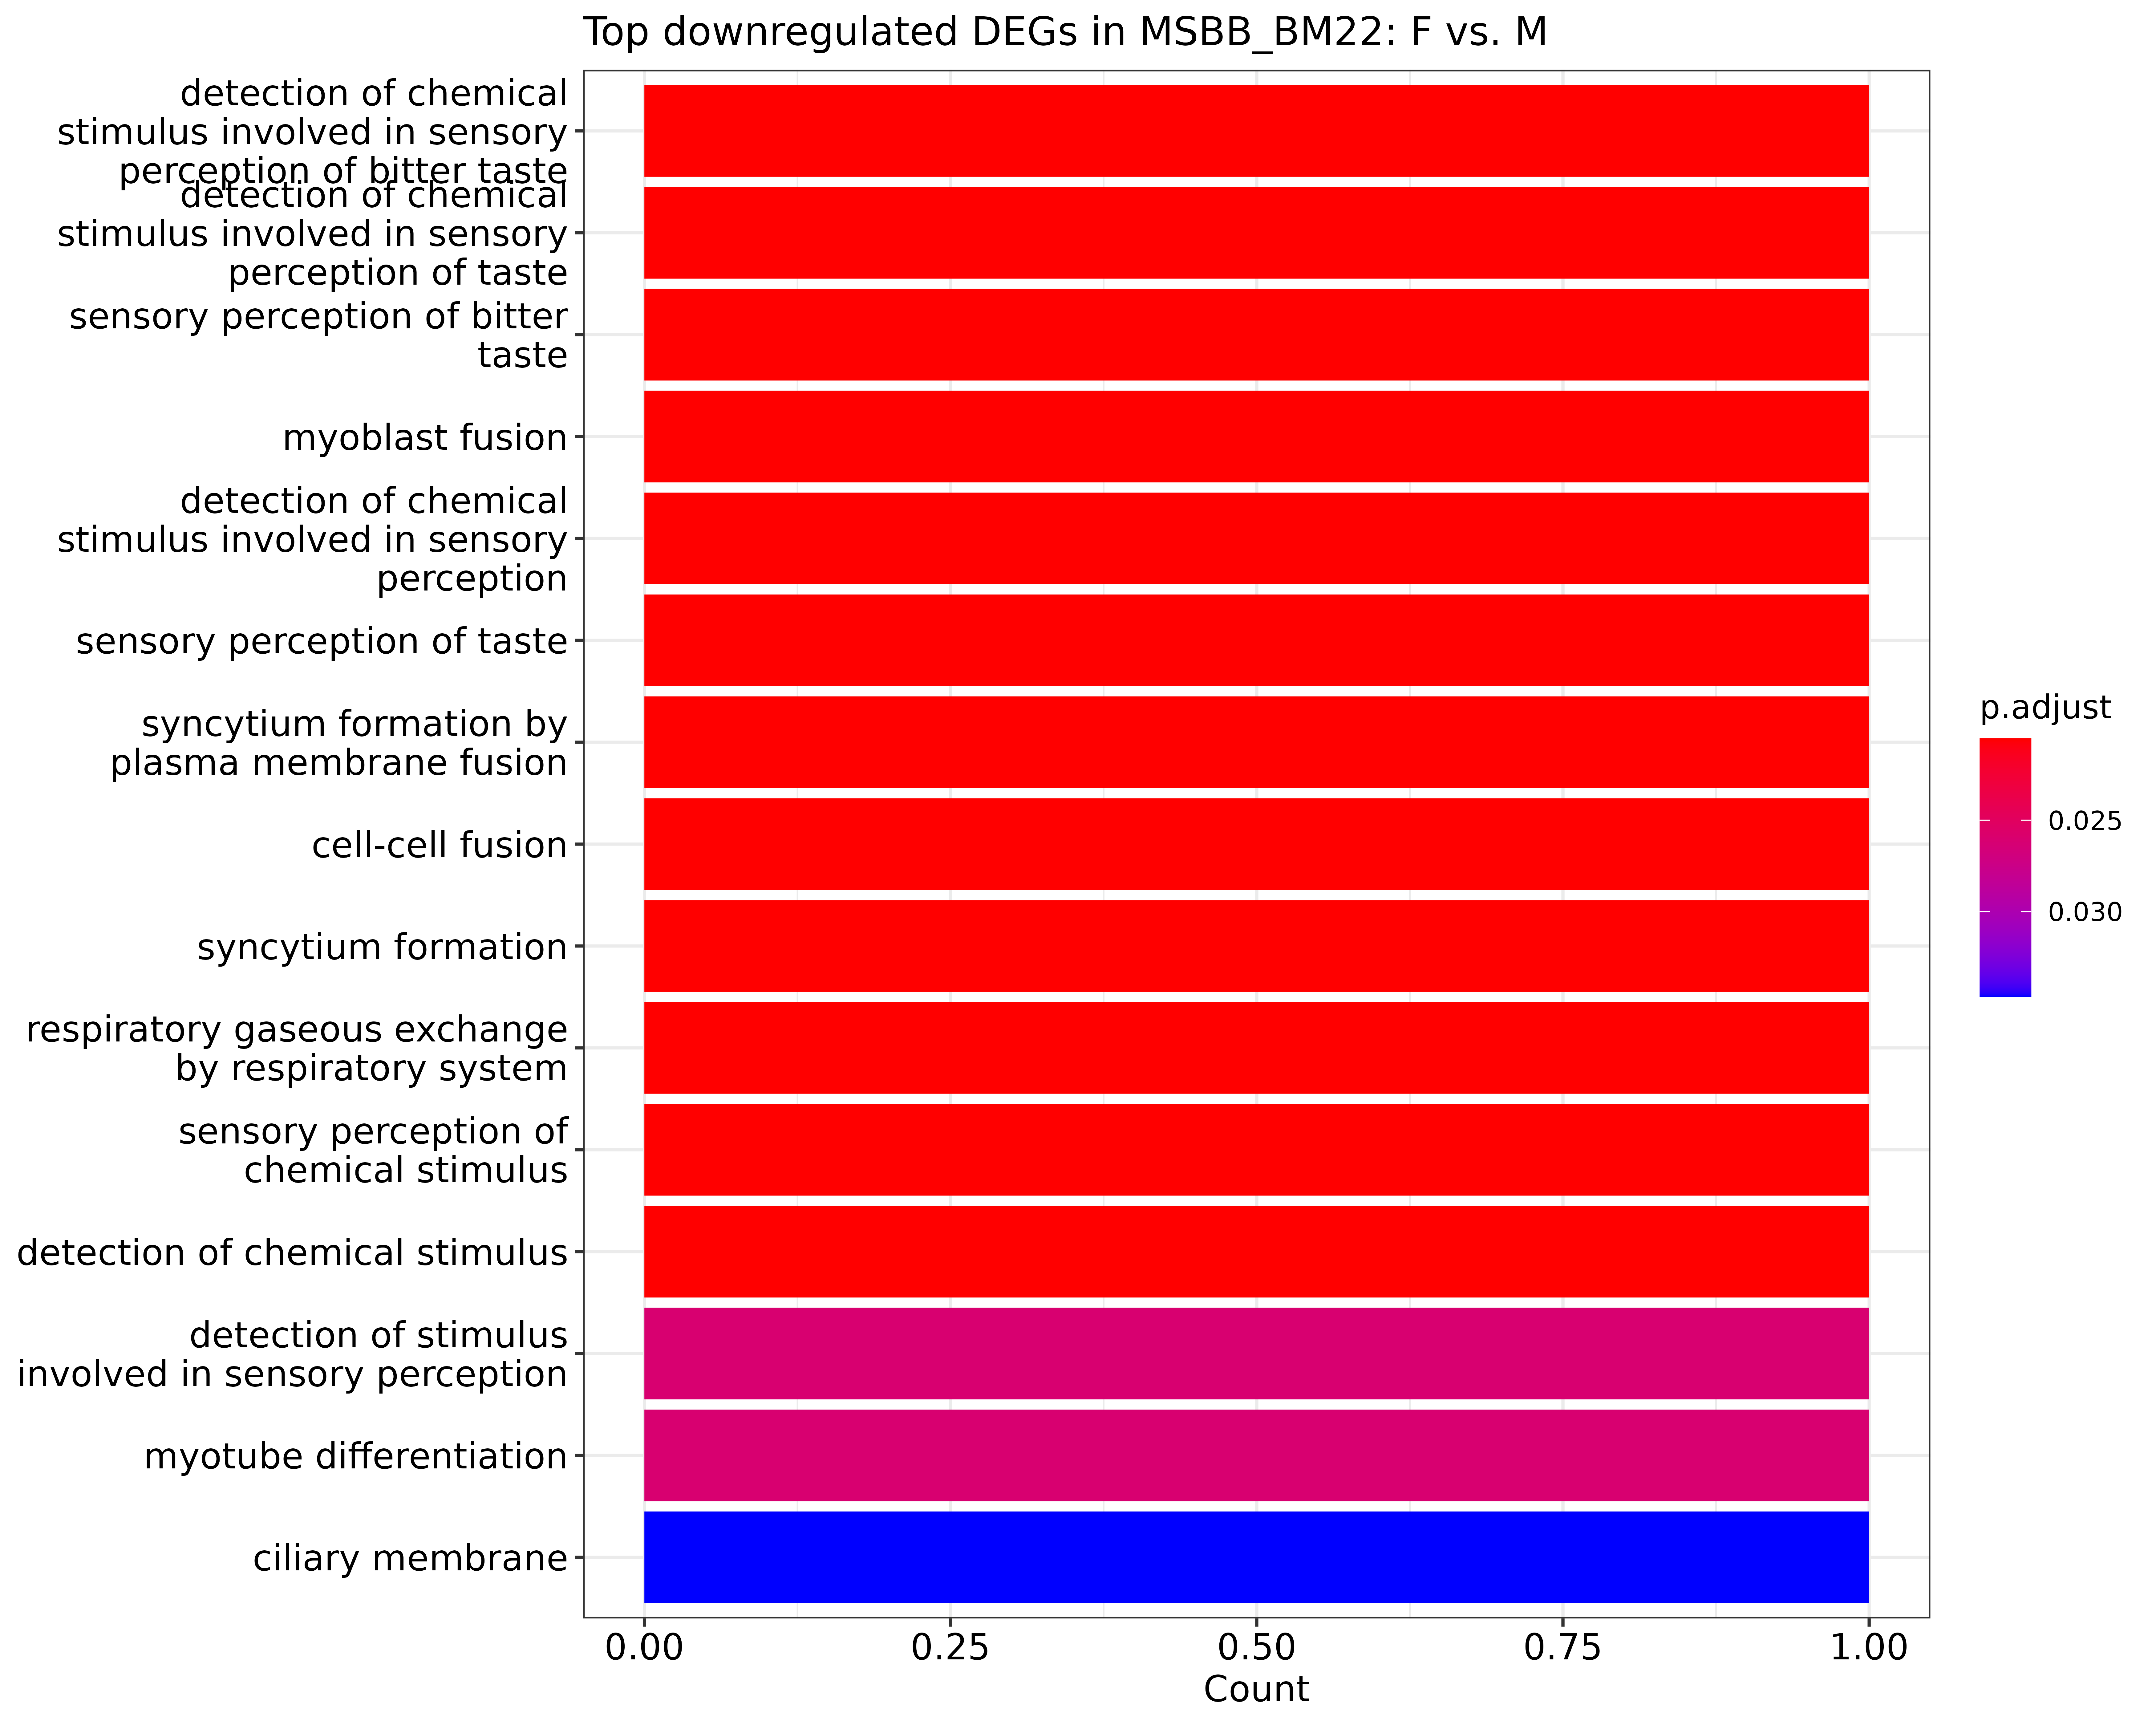 Top downregulated DEGs in MSBB_BM22: F vs. M
detection of chemical
stimulus involved in sensory
perception of bitter taste
detection of chemical
stimulus involved in sensory
perception of taste
sensory perception of bitter
taste
myoblast fusion
detection of chemical
stimulus involved in sensory
perception
sensory perception of taste
syncytium formation by
plasma membrane fusion
cell-cell fusion
syncytium formation
respiratory gaseous exchange
by respiratory system
sensory perception of
chemical stimulus
detection of chemical stimulus
detection of stimulus
involved in sensory perception
myotube differentiation
ciliary membrane
0.00 0.25 0.50 0.75 1.00
Count
p.adjust
0.025
0.030